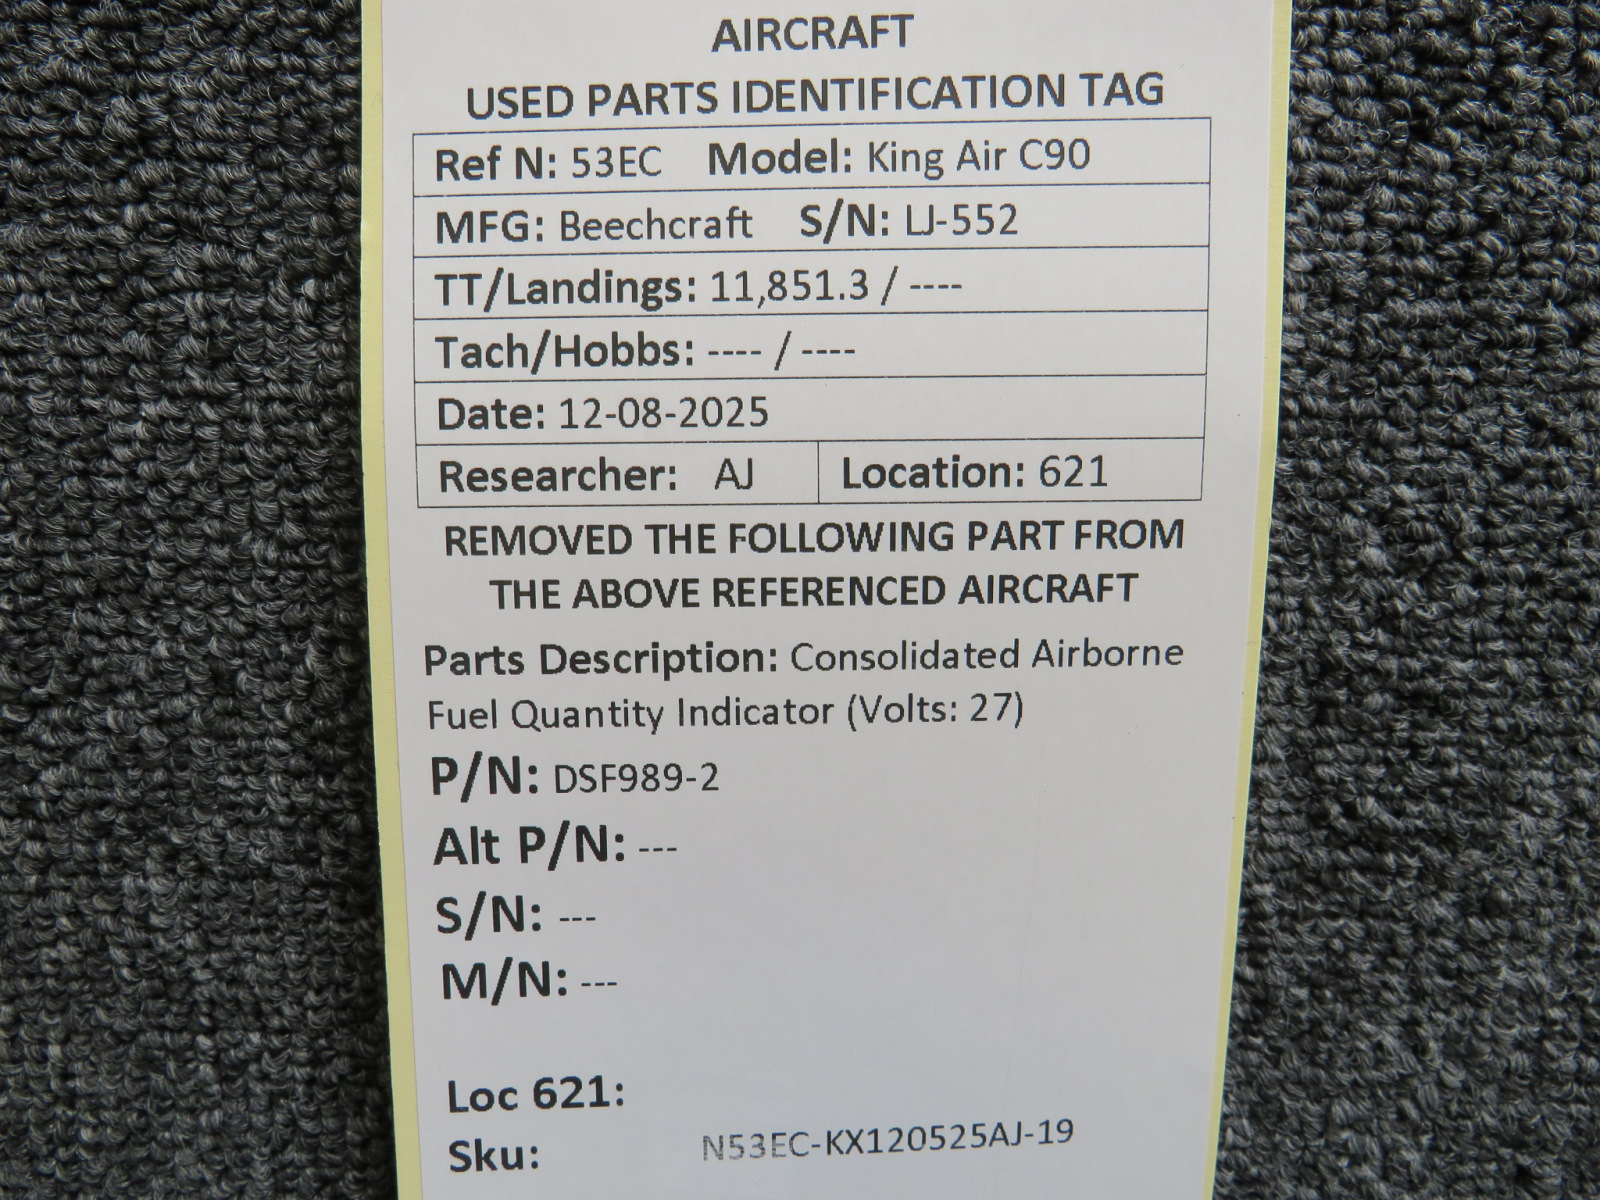 AIRCRAFT
USED PARTS IDENTIFICATION TAG
Ref N: 53EC Model: King Air C90
MFG: Beechcraft S/N: LJ-552
TT/Landings: 11,851.3 / ----
Tach/Hobbs: ---- / ----
Date: 12-08-2025
Researcher: AJ Location: 621
REMOVED THE FOLLOWING PART FROM
THE ABOVE REFERENCED AIRCRAFT
Parts Description: Consolidated Airborne
Fuel Quantity Indicator (Volts: 27)
P/N: DSF989-2
Alt P/N: ---
S/N: ---
M/N: ---
Loc 621:
Sku: N53EC-KX120525AJ-19